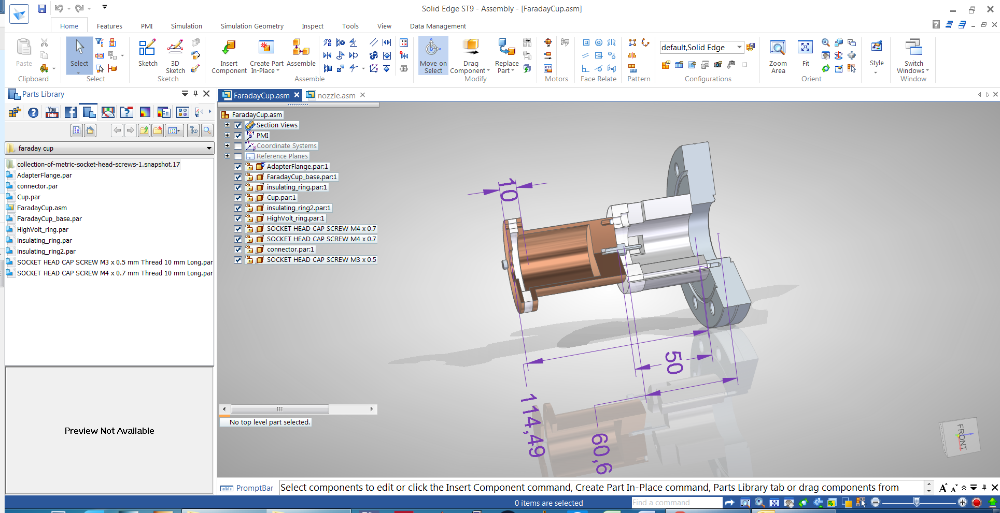 Solid Edge ST9 - Assembly - [FaradayCup.asm]
Home Features PMI Simulation Simulation Geometry Inspect Tools View Data Management
Paste
Clipboard
Select
Select
Sketch
3D Sketch
Sketch
Insert Component
Create Part In-Place
Assemble
Assemble
Move on Select
Drag Component
Replace Part
Modify
Motors
Face Relate
Pattern
default,Solid Edge
Configurations
Zoom Area
Fit
Orient
Style
Switch Windows
Window
Parts Library
You Tube
faraday cup
collection-of-metric-socket-head-screws-1.snapshot.17
AdapterFlange.par
connector.par
Cup.par
FaradayCup.asm
FaradayCup_base.par
HighVolt_ring.par
insulating_ring.par
insulating_ring2.par
SOCKET HEAD CAP SCREW M3 x 0.5 mm Thread 10 mm Long.par
SOCKET HEAD CAP SCREW M4 x 0.7 mm Thread 10 mm Long.par
Preview Not Available
FaradayCup.asm
nozzle.asm
FaradayCup.asm
Section Views
PMI
Coordinate Systems
Reference Planes
AdapterFlange.par:1
FaradayCup_base.par:1
insulating_ring.par:1
Cup.par:1
insulating_ring2.par:1
HighVolt_ring.par:1
SOCKET HEAD CAP SCREW M4 x 0.7
SOCKET HEAD CAP SCREW M4 x 0.7
connector.par:1
SOCKET HEAD CAP SCREW M3 x 0.5
No top level part selected.
10
50
114,49
60,6
FRONT
PromptBar
Select components to edit or click the Insert Component command, Create Part In-Place command, Parts Library tab or drag components from
0 items are selected
Find a command